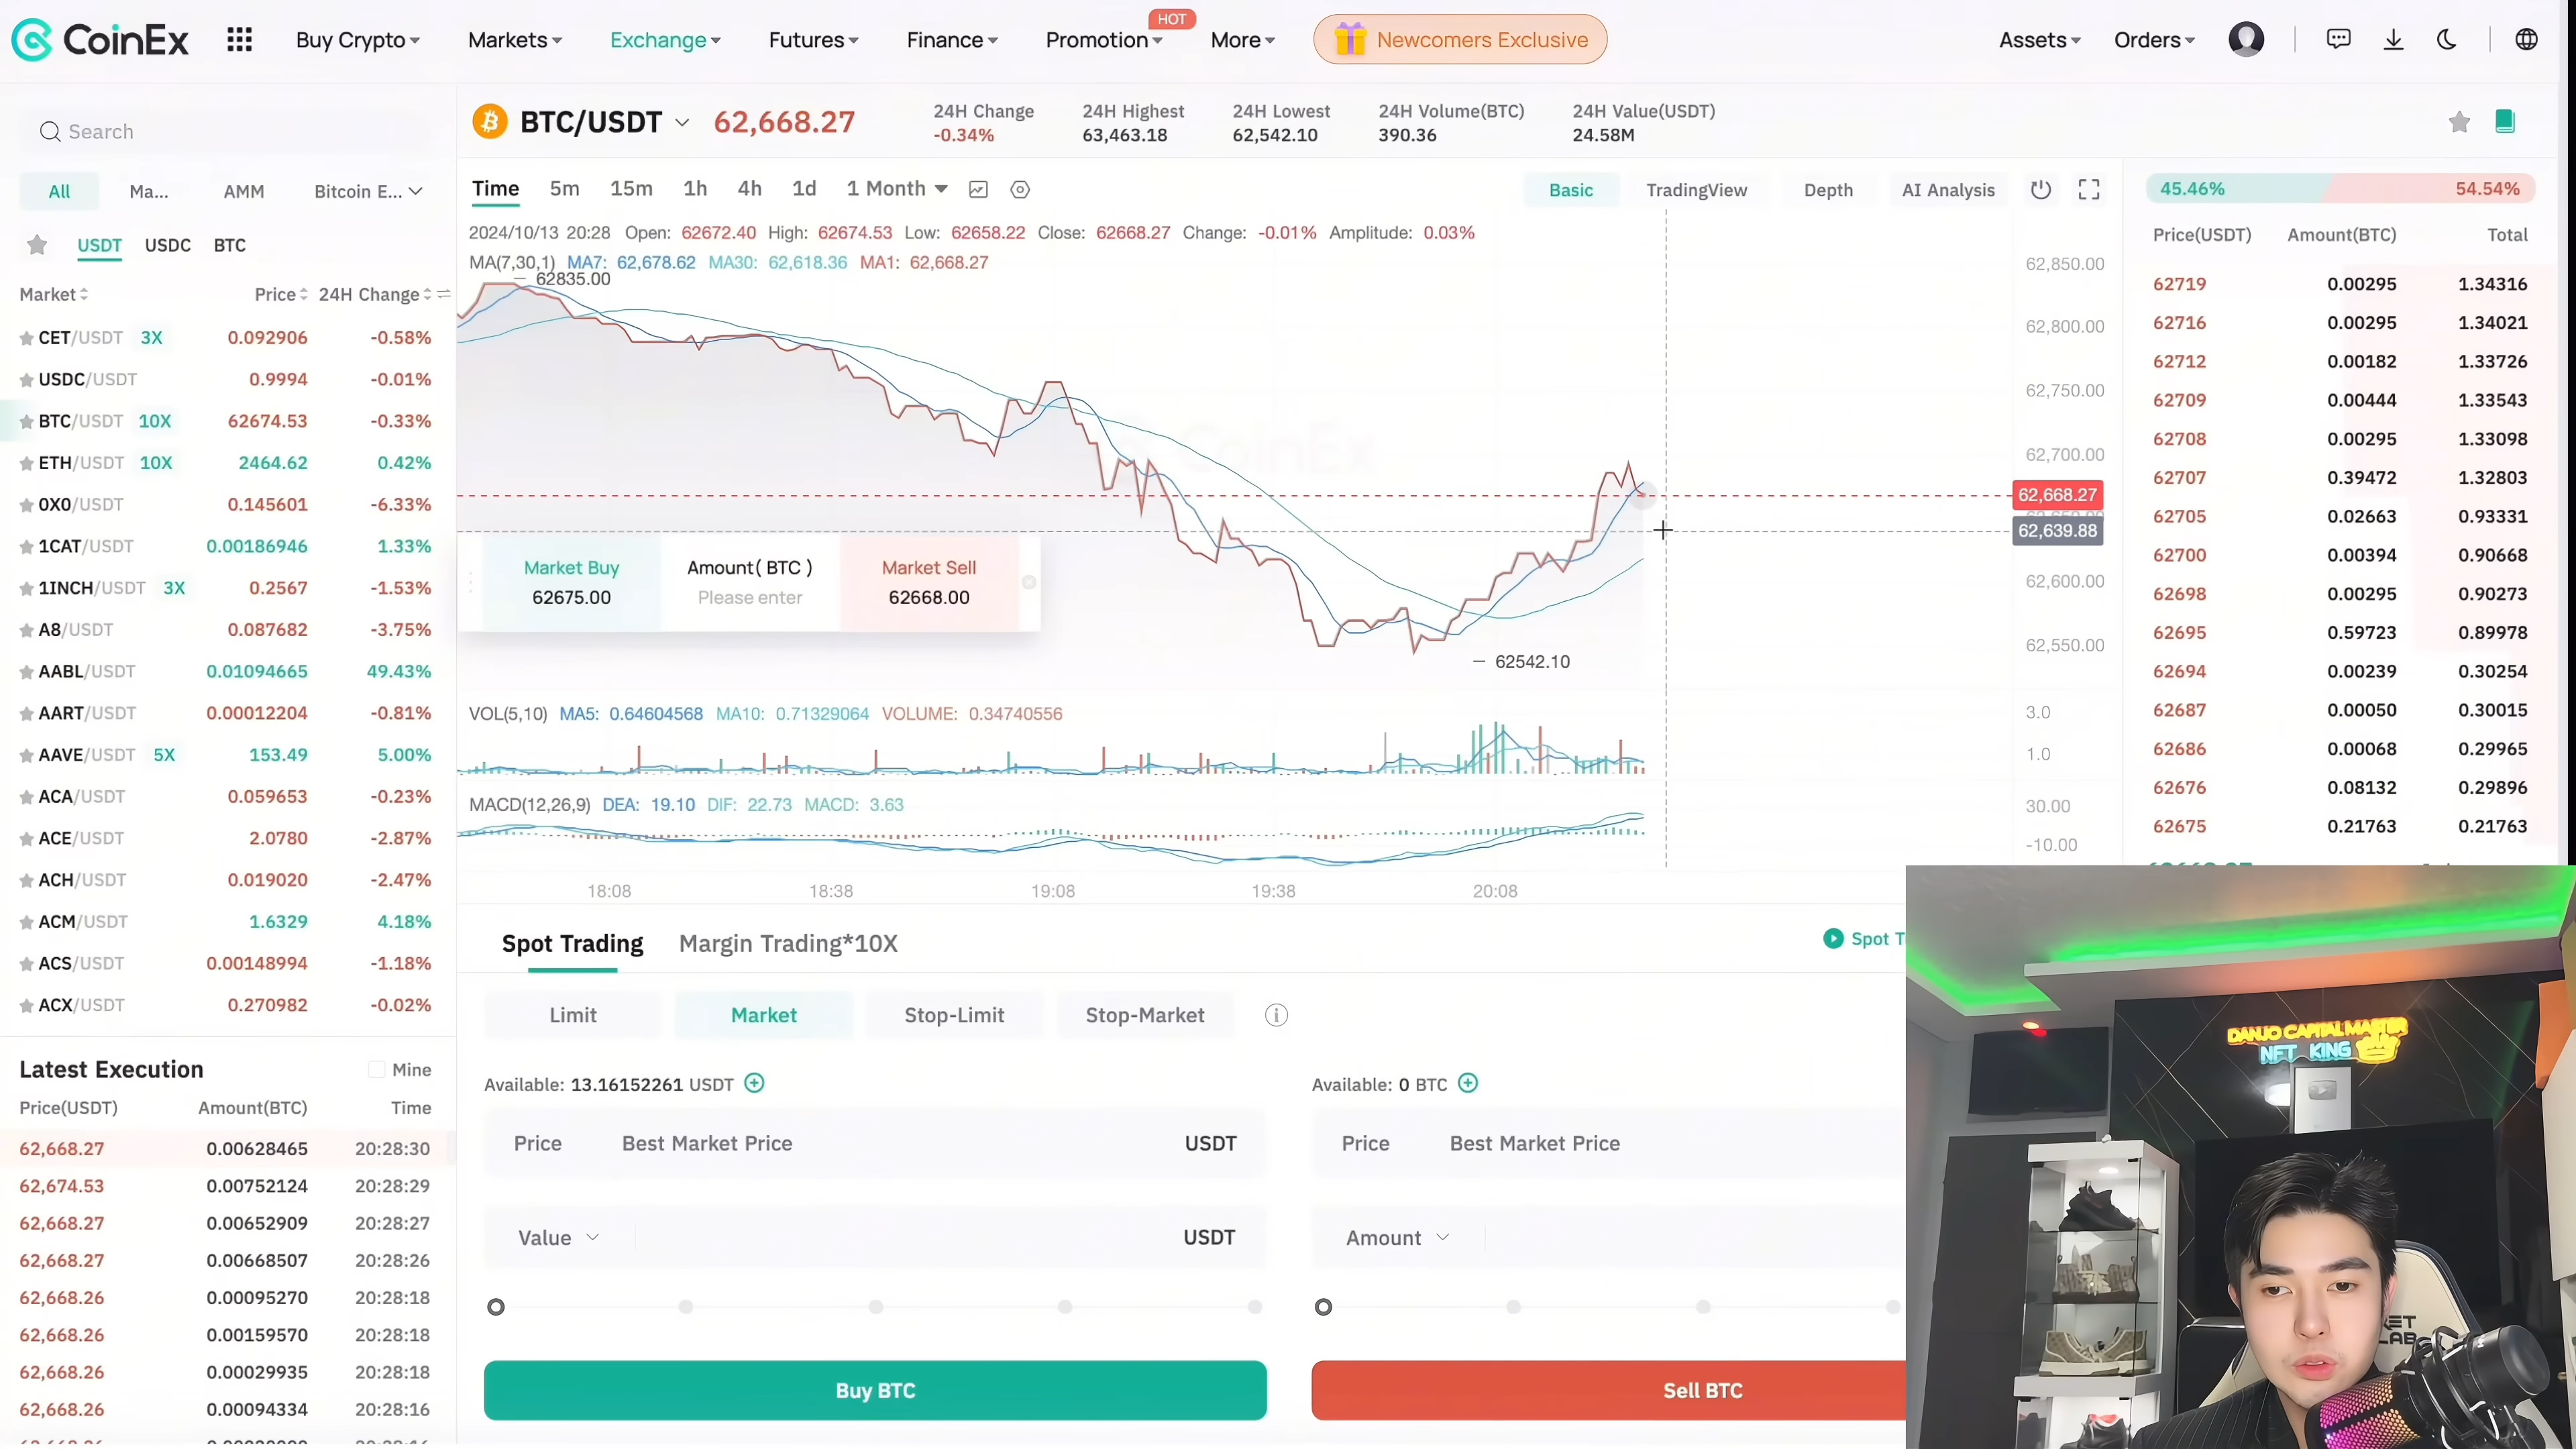 CoinEx
Buy Crypto
Markets
Exchange
Futures
Finance
Promotion
HOT
More
Newcomers Exclusive
Assets
Orders
Search
All Ma... AMM Bitcoin E...
USDT USDC BTC
Market Price 24H Change
CET/USDT 3X 0.092906 -0.58%
USDC/USDT 0.9994 -0.01%
BTC/USDT 10X 62674.53 -0.33%
ETH/USDT 10X 2464.62 0.42%
0X0/USDT 0.145601 -6.33%
1CAT/USDT 0.00186946 1.33%
1INCH/USDT 3X 0.2567 -1.53%
A8/USDT 0.087682 -3.75%
AABL/USDT 0.01094665 49.43%
AART/USDT 0.00012204 -0.81%
AAVE/USDT 5X 153.49 5.00%
ACA/USDT 0.059653 -0.23%
ACE/USDT 2.0780 -2.87%
ACH/USDT 0.019020 -2.47%
ACM/USDT 1.6329 4.18%
ACS/USDT 0.00148994 -1.18%
ACX/USDT 0.270982 -0.02%
Latest Execution Mine
Price(USDT) Amount(BTC) Time
62,668.27 0.00628465 20:28:30
62,674.53 0.00752124 20:28:29
62,668.27 0.00652909 20:28:27
62,668.27 0.00668507 20:28:26
62,668.26 0.00095270 20:28:18
62,668.26 0.00159570 20:28:18
62,668.26 0.00029935 20:28:18
62,668.26 0.00094334 20:28:16
BTC/USDT 62,668.27
24H Change
-0.34%
24H Highest
63,463.18
24H Lowest
62,542.10
24H Volume(BTC)
390.36
24H Value(USDT)
24.58M
Time 5m 15m 1h 4h 1d 1 Month
Basic TradingView Depth AI Analysis
2024/10/13 20:28 Open: 62672.40 High: 62674.53 Low: 62658.22 Close: 62668.27 Change: -0.01% Amplitude: 0.03%
MA(7,30,1) MA7: 62,678.62 MA30: 62,618.36 MA1: 62,668.27
62835.00
CoinEx
62,850.00
62,800.00
62,750.00
62,700.00
62,668.27
62,639.88
62,600.00
62,550.00
Market Buy
62675.00
Amount( BTC )
Please enter
Market Sell
62668.00
62542.10
VOL(5,10) MA5: 0.64604568 MA10: 0.71329064 VOLUME: 0.34740556
3.0
1.0
MACD(12,26,9) DEA: 19.10 DIF: 22.73 MACD: 3.63
30.00
-10.00
18:08 18:38 19:08 19:38 20:08
45.46% 54.54%
Price(USDT) Amount(BTC) Total
62719 0.00295 1.34316
62716 0.00295 1.34021
62712 0.00182 1.33726
62709 0.00444 1.33543
62708 0.00295 1.33098
62707 0.39472 1.32803
62705 0.02663 0.93331
62700 0.00394 0.90668
62698 0.00295 0.90273
62695 0.59723 0.89978
62694 0.00239 0.30254
62687 0.00050 0.30015
62686 0.00068 0.29965
62676 0.08132 0.29896
62675 0.21763 0.21763
Spot Trading Margin Trading*10X
Spot T
Limit Market Stop-Limit Stop-Market
Available: 13.16152261 USDT
Price Best Market Price USDT
Value USDT
Buy BTC
Available: 0 BTC
Price Best Market Price
Amount
Sell BTC
DANJO CAPITAL MASTER
NFT KING